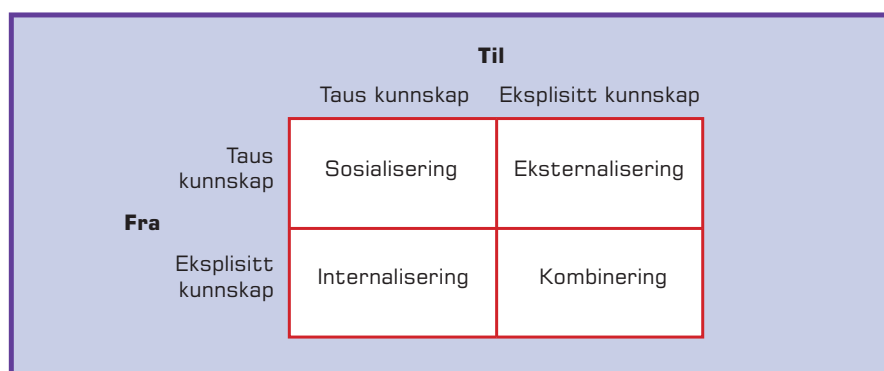 Til
Taus kunnskap Eksplisitt kunnskap
Taus
kunnskap
Sosialisering Eksternalisering
Fra
Eksplisitt
kunnskap
Internalisering Kombinering